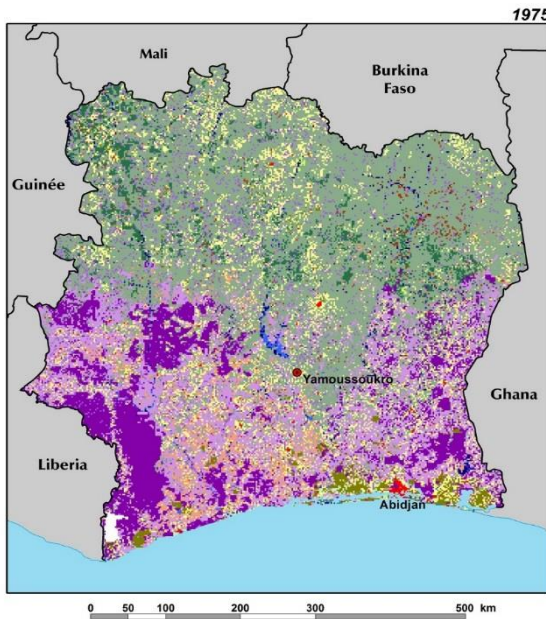 1975
Mali
Burkina
Faso
Guinée
Yamoussoukro
Ghana
Liberia
Abidjan
0 50 100 200 300 500 km